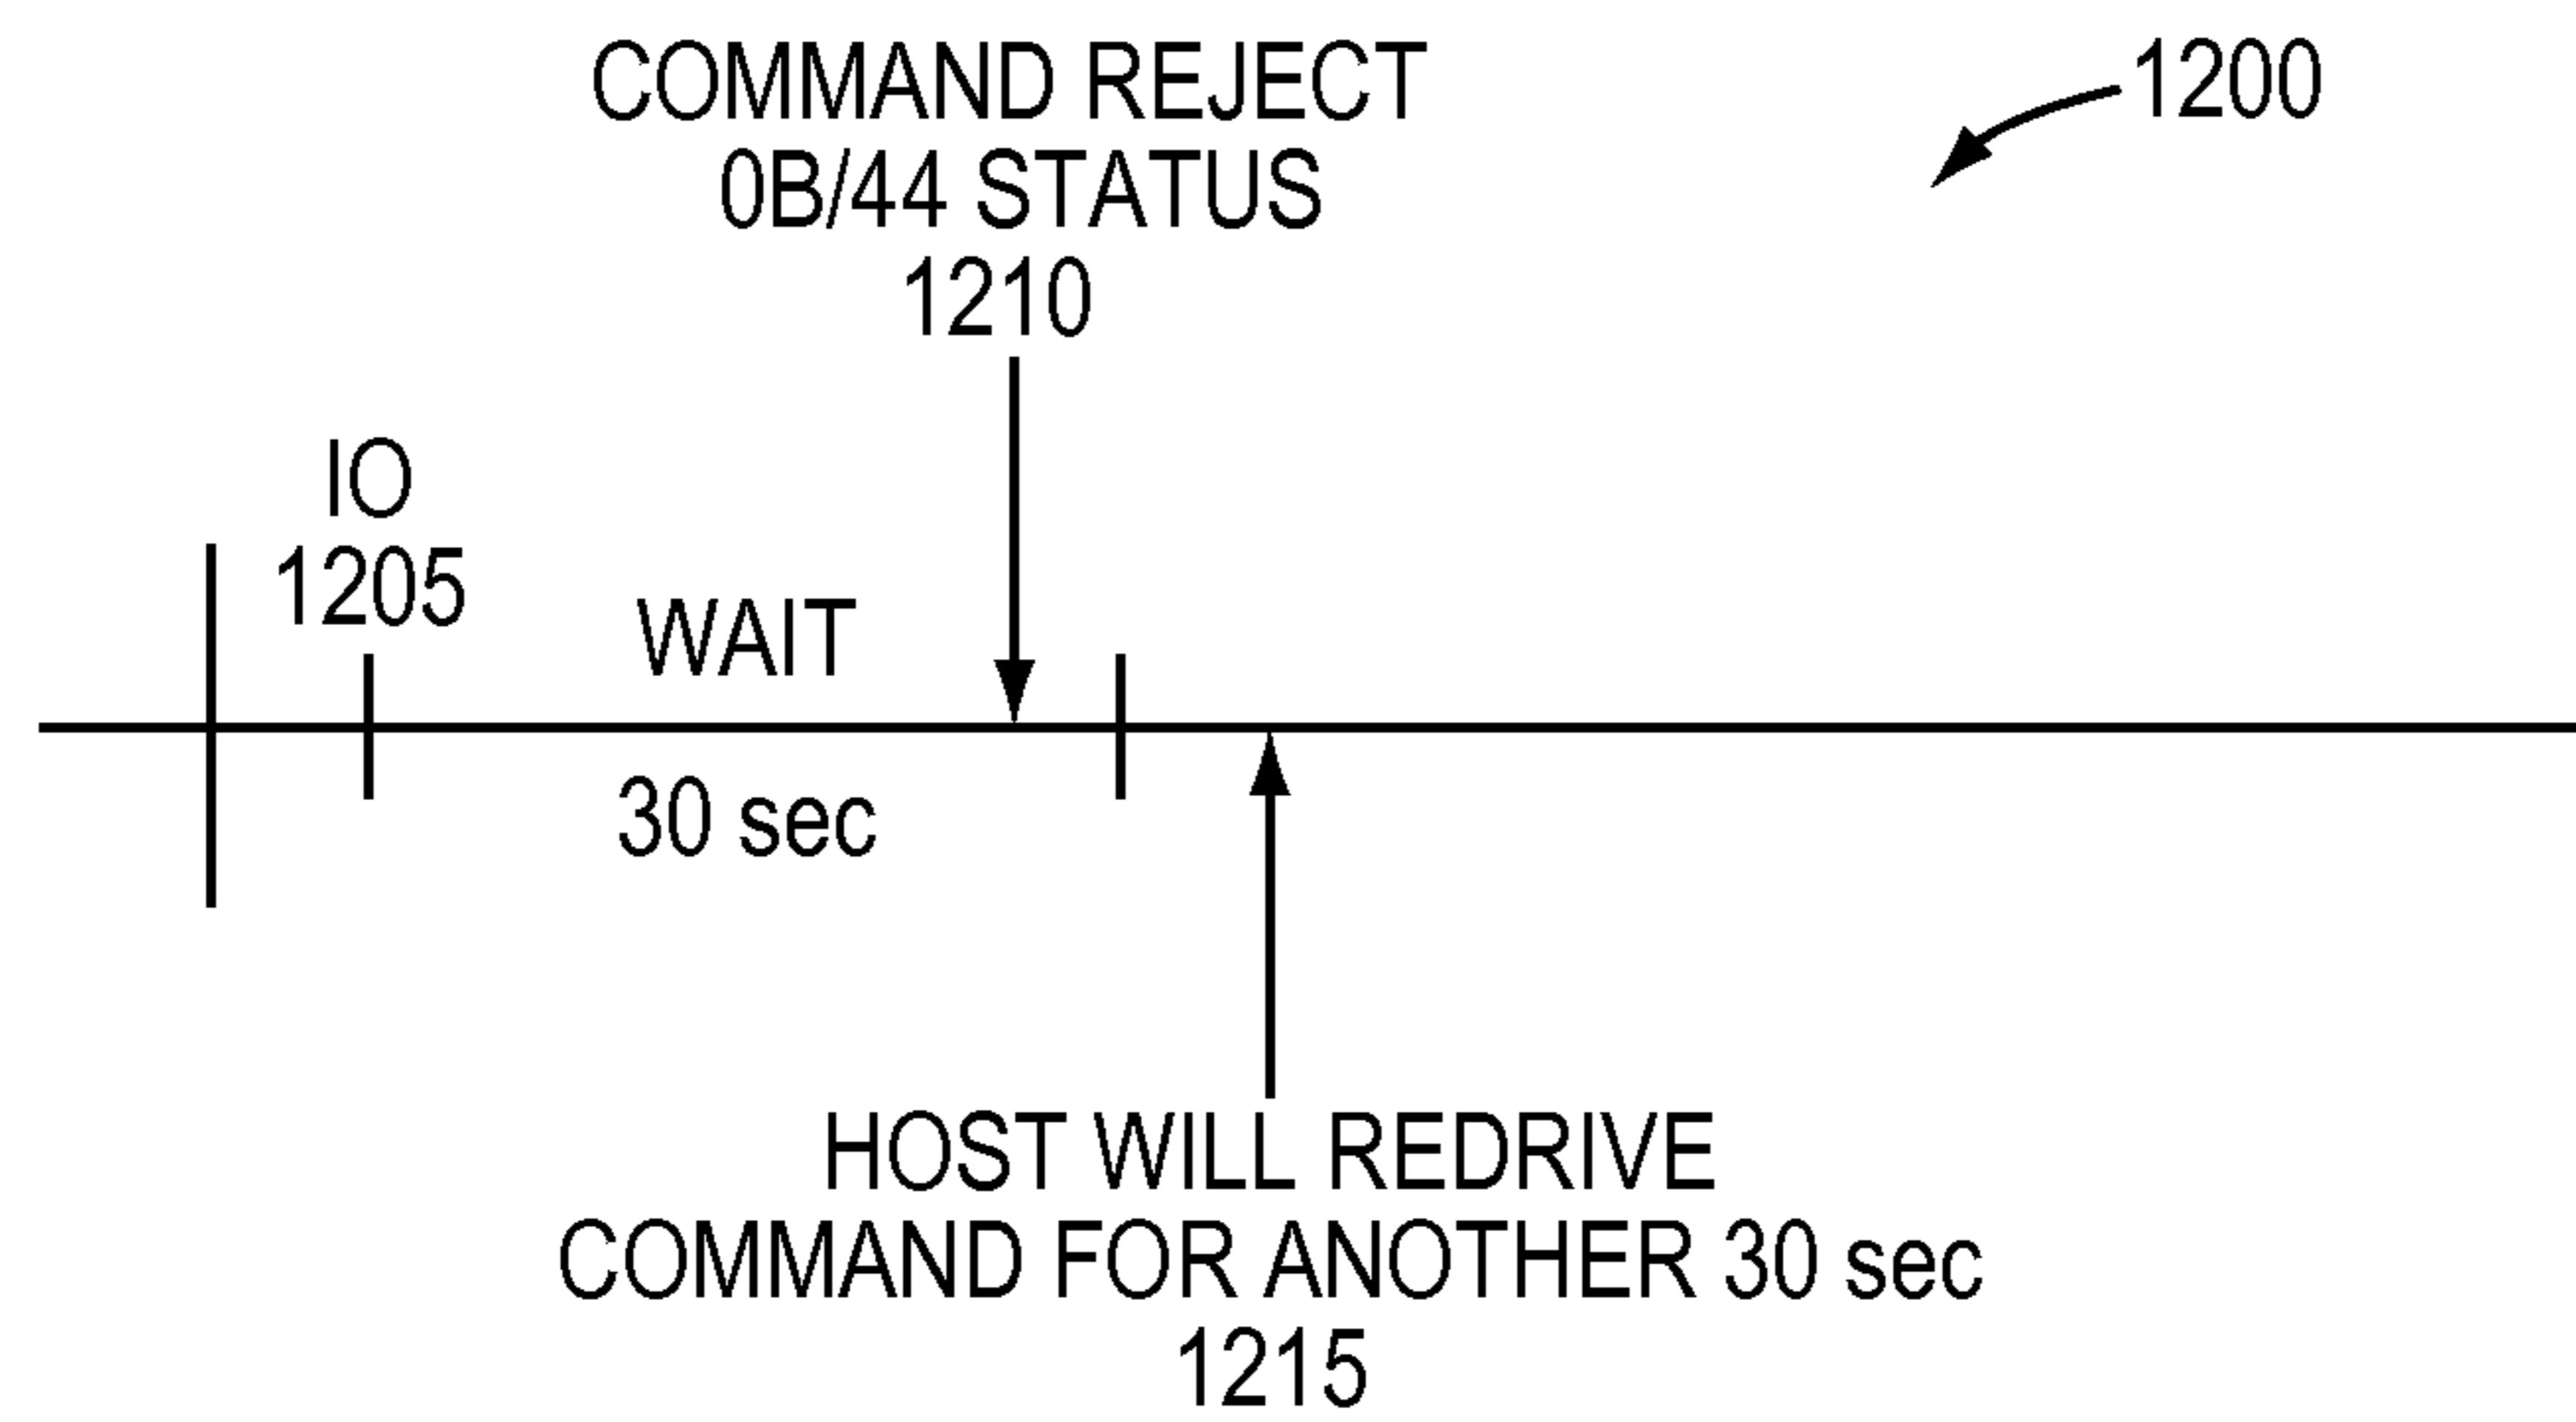 COMMAND REJECT
0B/44 STATUS
1210
1200
IO
1205
WAIT
30 sec
HOST WILL REDRIVE
COMMAND FOR ANOTHER 30 sec
1215